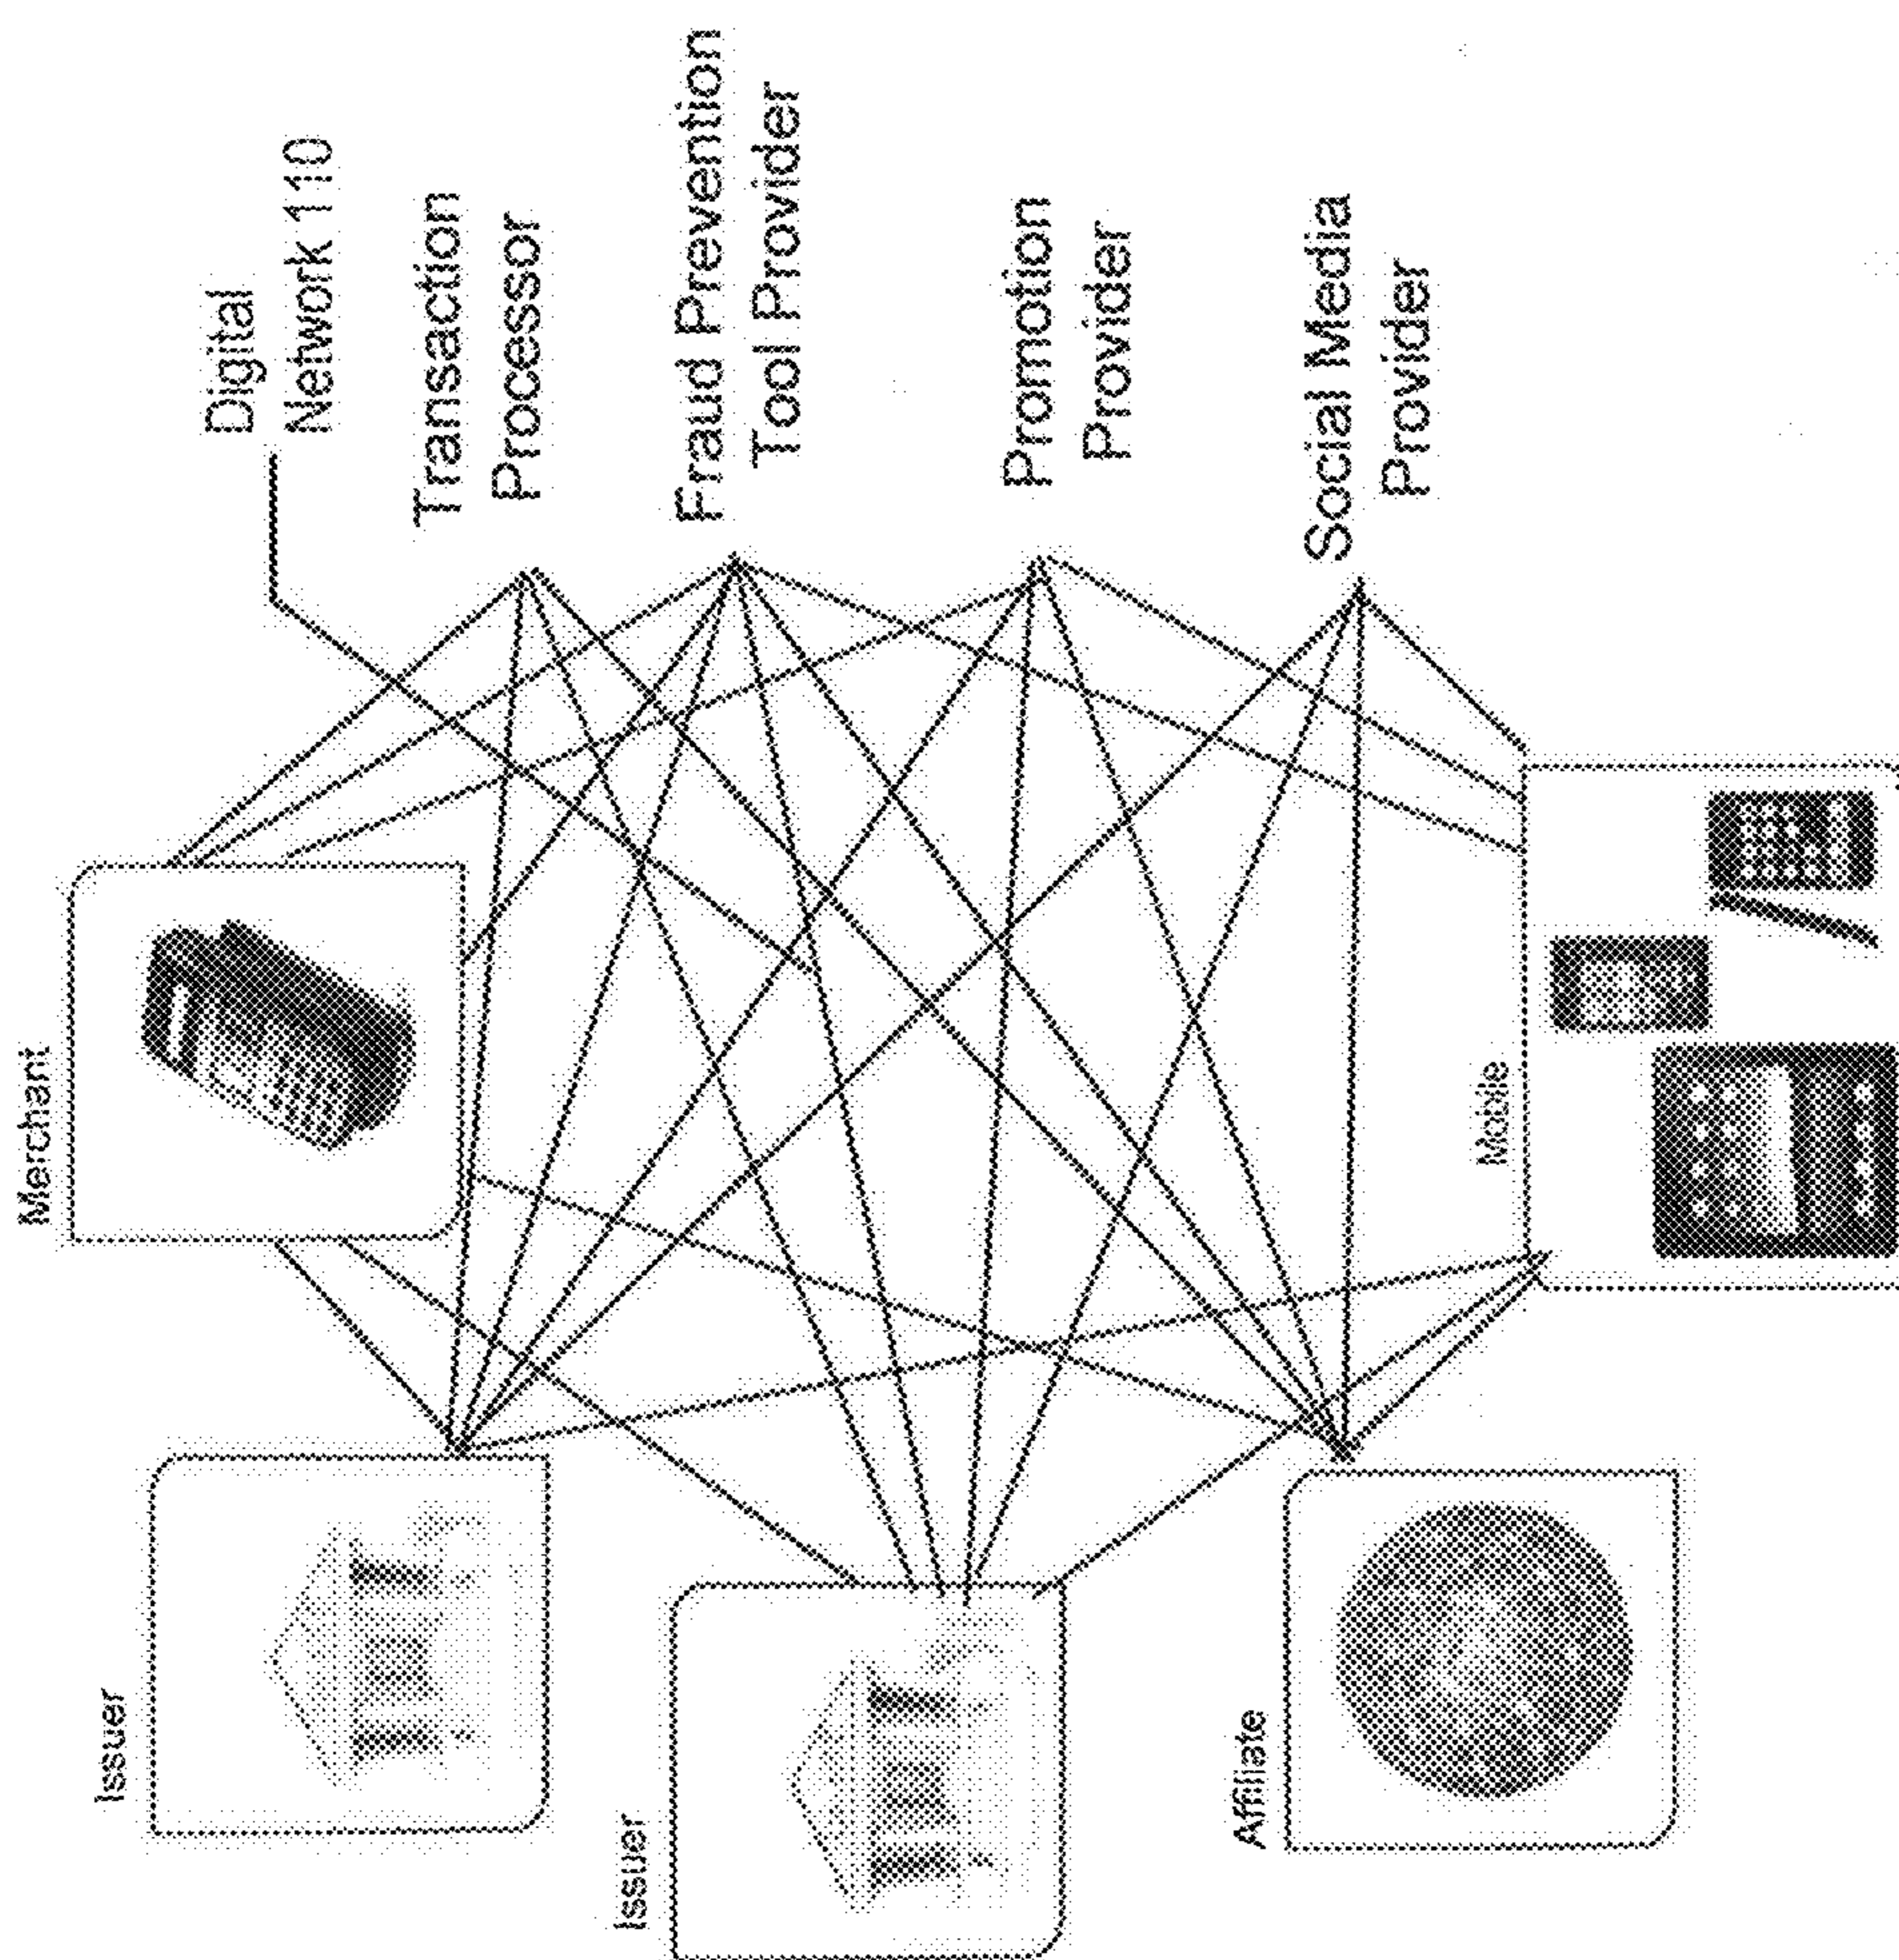 Merchant
Issuer
Digital
Network 110
Transaction
Processor
Issuer
Fraud Prevention
Tool Provider
Promotion
Provider
Affiliate
Social Media
Provider
Mobile